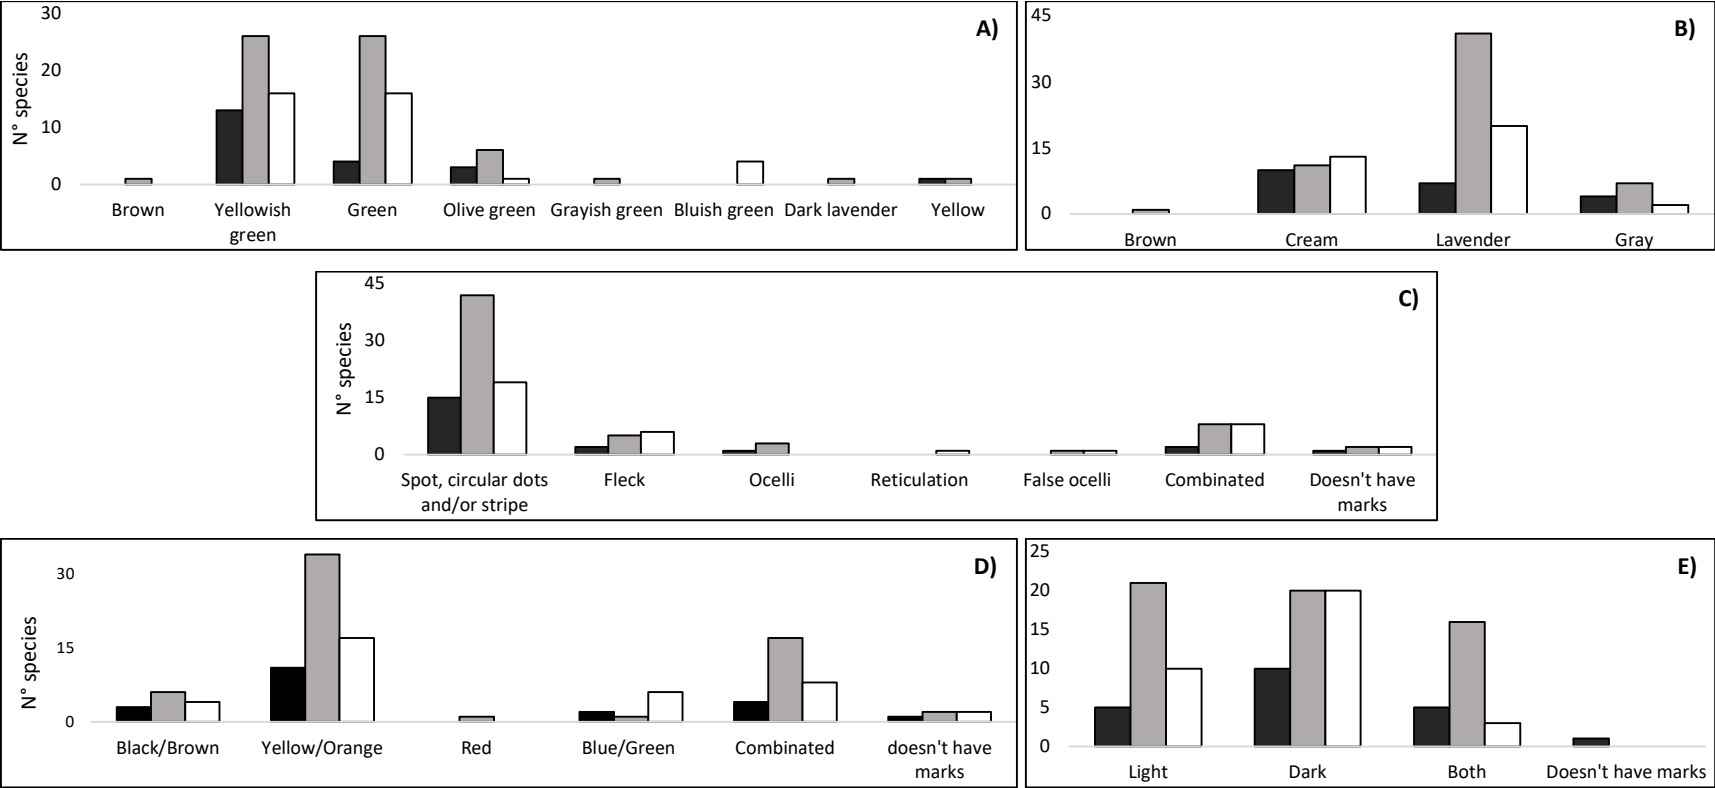 A)
30
20
10
0
N° species
Brown
Yellowish
green
Green
Olive green
Grayish green
Bluish green
Dark lavender
Yellow
B)
45
30
15
0
Brown
Cream
Lavender
Gray
C)
45
30
15
0
N° species
Spot, circular dots
and/or stripe
Fleck
Ocelli
Reticulation
False ocelli
Combinated
Doesn't have
marks
D)
30
15
0
N° species
Black/Brown
Yellow/Orange
Red
Blue/Green
Combinated
doesn't have
marks
E)
25
20
15
10
5
0
Light
Dark
Both
Doesn't have marks